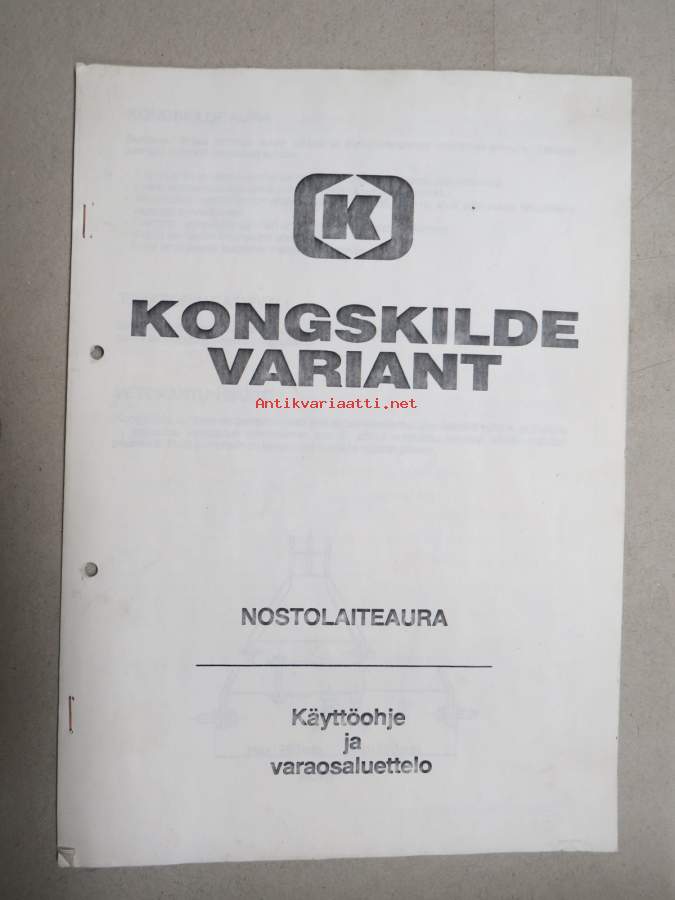 K
KONGSKILDE
VARIANT
Antikvariaatti.net
NOSTOLAITEAURA
Käyttöohje
ja
varaosaluettelo